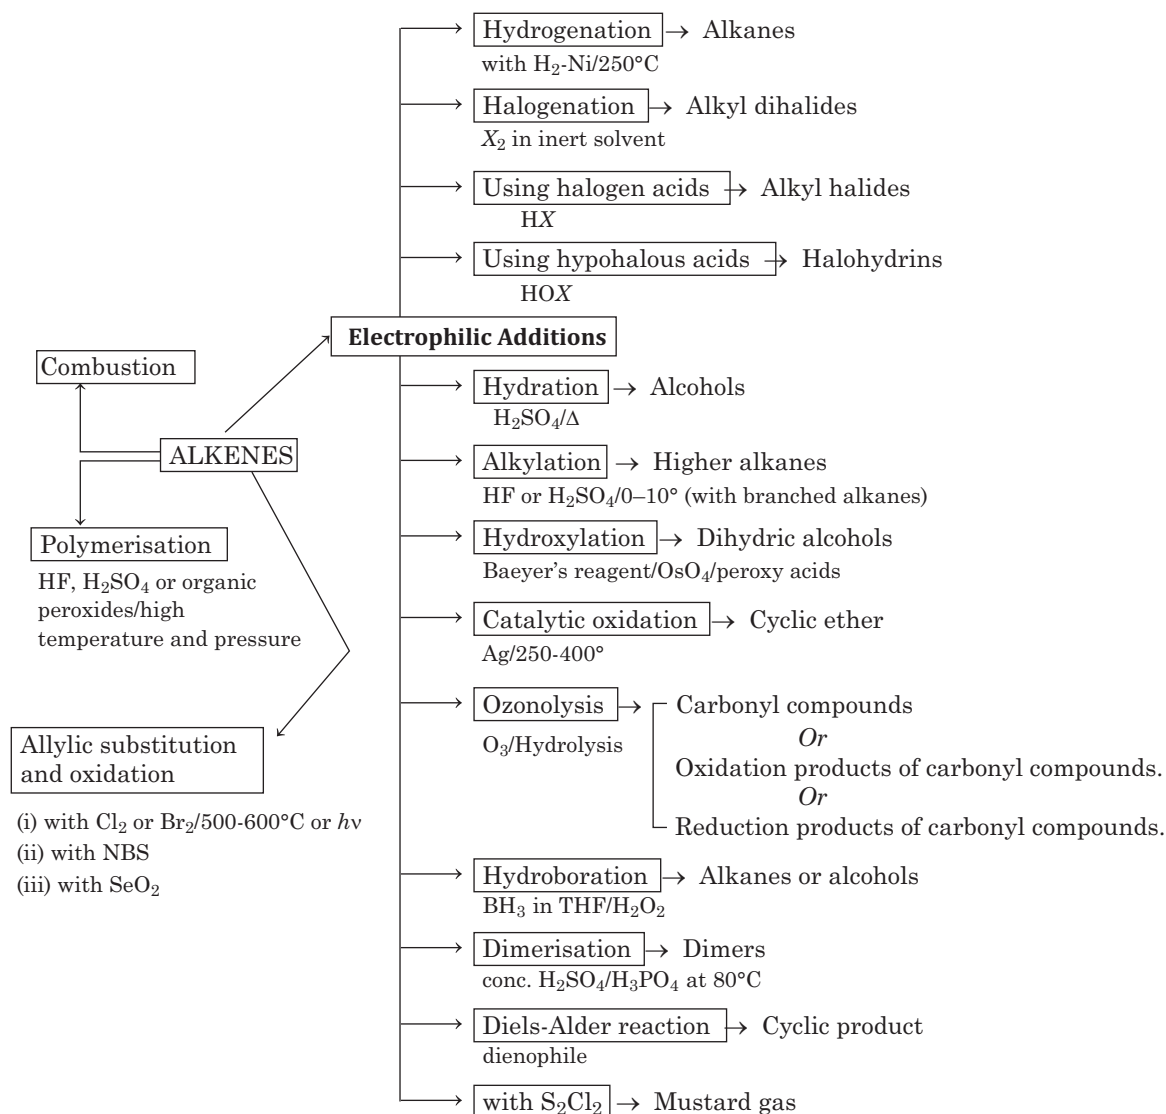 Hydrogenation → Alkanes
with H₂-Ni/250°C
Halogenation → Alkyl dihalides
X₂ in inert solvent
Using halogen acids → Alkyl halides
HX
Using hypohalous acids → Halohydrins
HOX
Electrophilic Additions
Hydration → Alcohols
H₂SO₄/Δ
Alkylation → Higher alkanes
HF or H₂SO₄/0–10° (with branched alkanes)
Hydroxylation → Dihydric alcohols
Baeyer's reagent/OsO₄/peroxy acids
Catalytic oxidation → Cyclic ether
Ag/250-400°
Ozonolysis → Carbonyl compounds
O₃/Hydrolysis
Or
Oxidation products of carbonyl compounds.
Or
Reduction products of carbonyl compounds.
Hydroboration → Alkanes or alcohols
BH₃ in THF/H₂O₂
Dimerisation → Dimers
conc. H₂SO₄/H₃PO₄ at 80°C
Diels-Alder reaction → Cyclic product
dienophile
with S₂Cl₂ → Mustard gas
Combustion
ALKENES
Polymerisation
HF, H₂SO₄ or organic
peroxides/high
temperature and pressure
Allylic substitution
and oxidation
(i) with Cl₂ or Br₂/500-600°C or hν
(ii) with NBS
(iii) with SeO₂